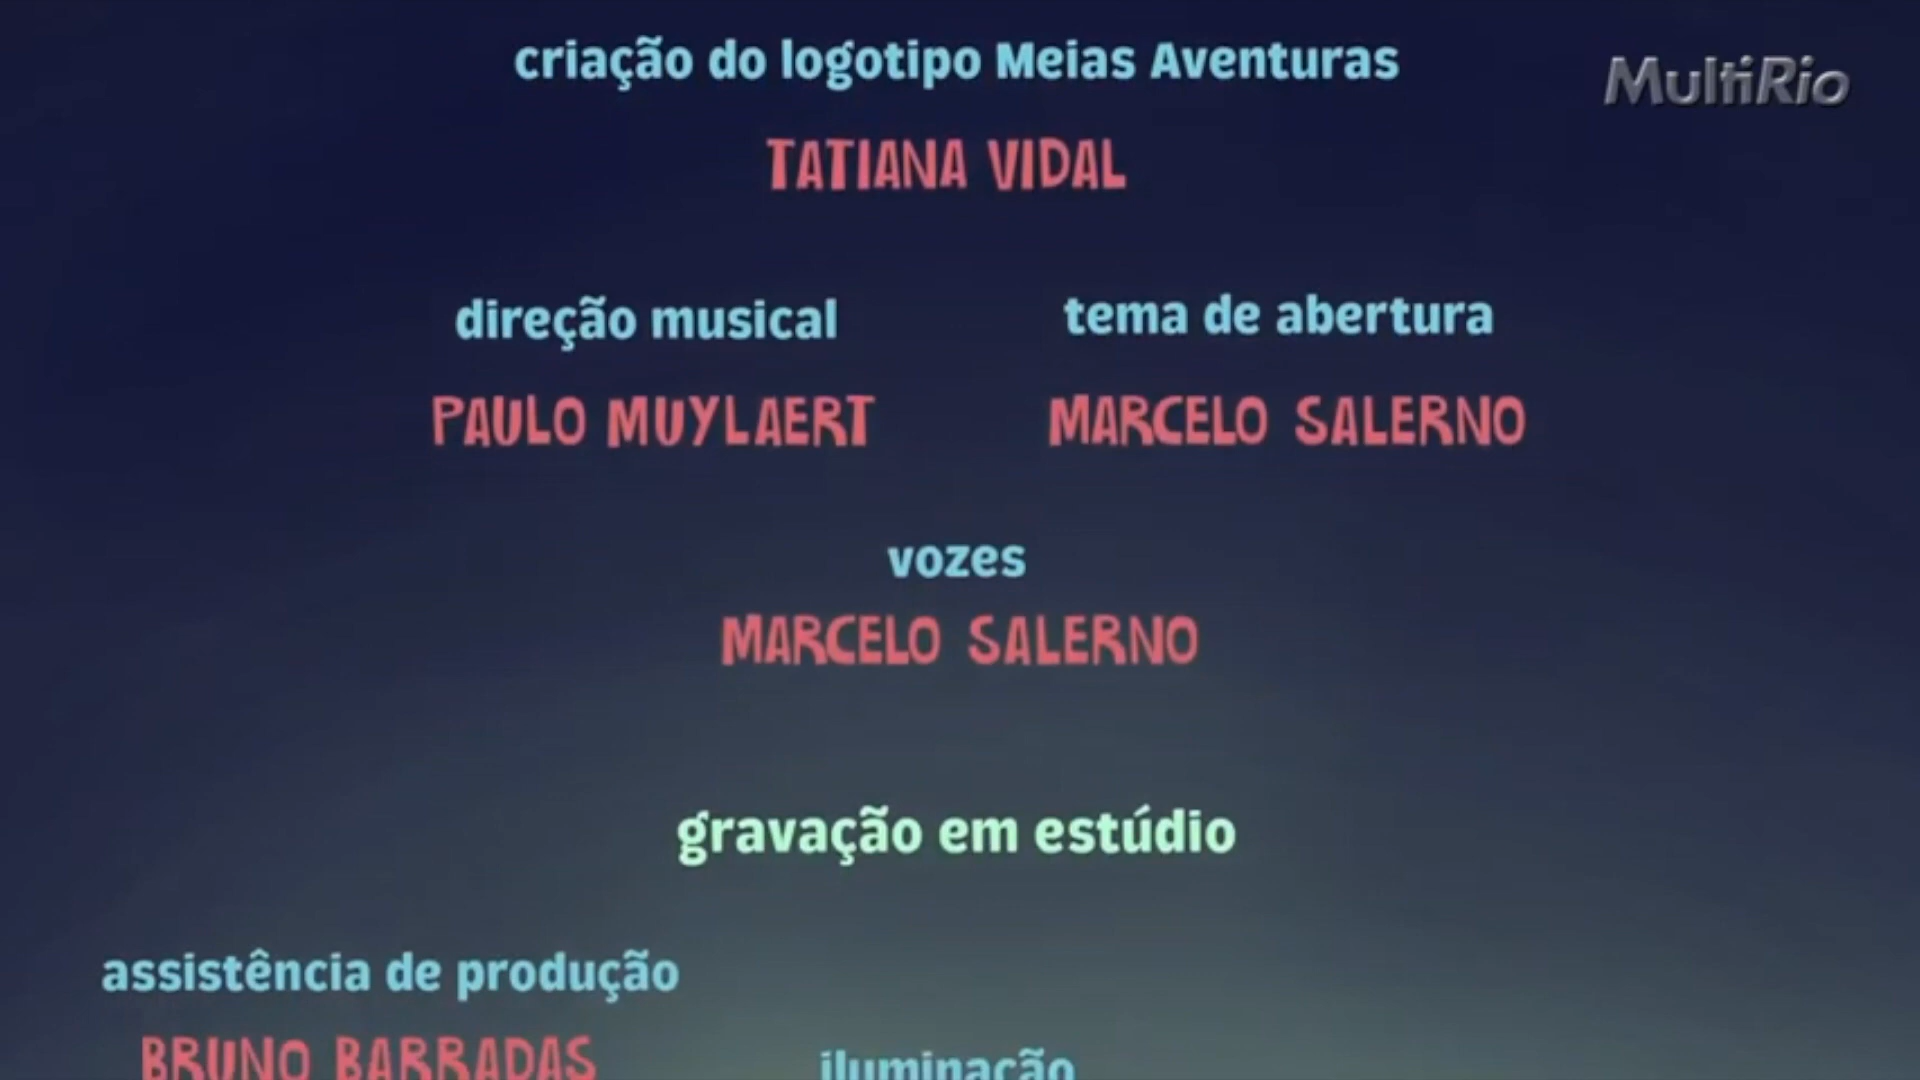 criação do logotipo Meias Aventuras
MultiRio
TATIANA VIDAL
direção musical
tema de abertura
PAULO MUYLAERT
MARCELO SALERNO
vozes
MARCELO SALERNO
gravação em estúdio
assistência de produção
BRUNO BARRADAS
iluminação